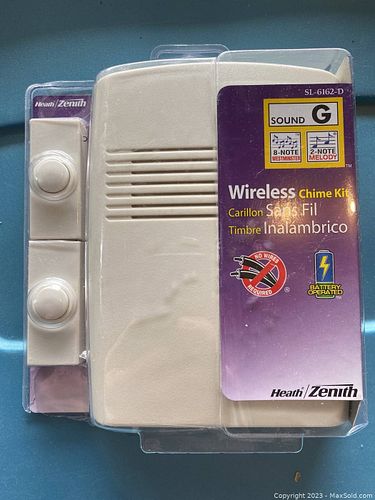 Heath/Zenith
SL-6162-D
SOUND G
8-NOTE
WESTMINSTER
2-NOTE
MELODY
Wireless Chime Kit
Carillon Sans Fil
Timbre Inalámbrico
NO WIRES
REQUIRED
BATTERY
OPERATED
Heath/Zenith
Copyright 2023 - MaxSold.com